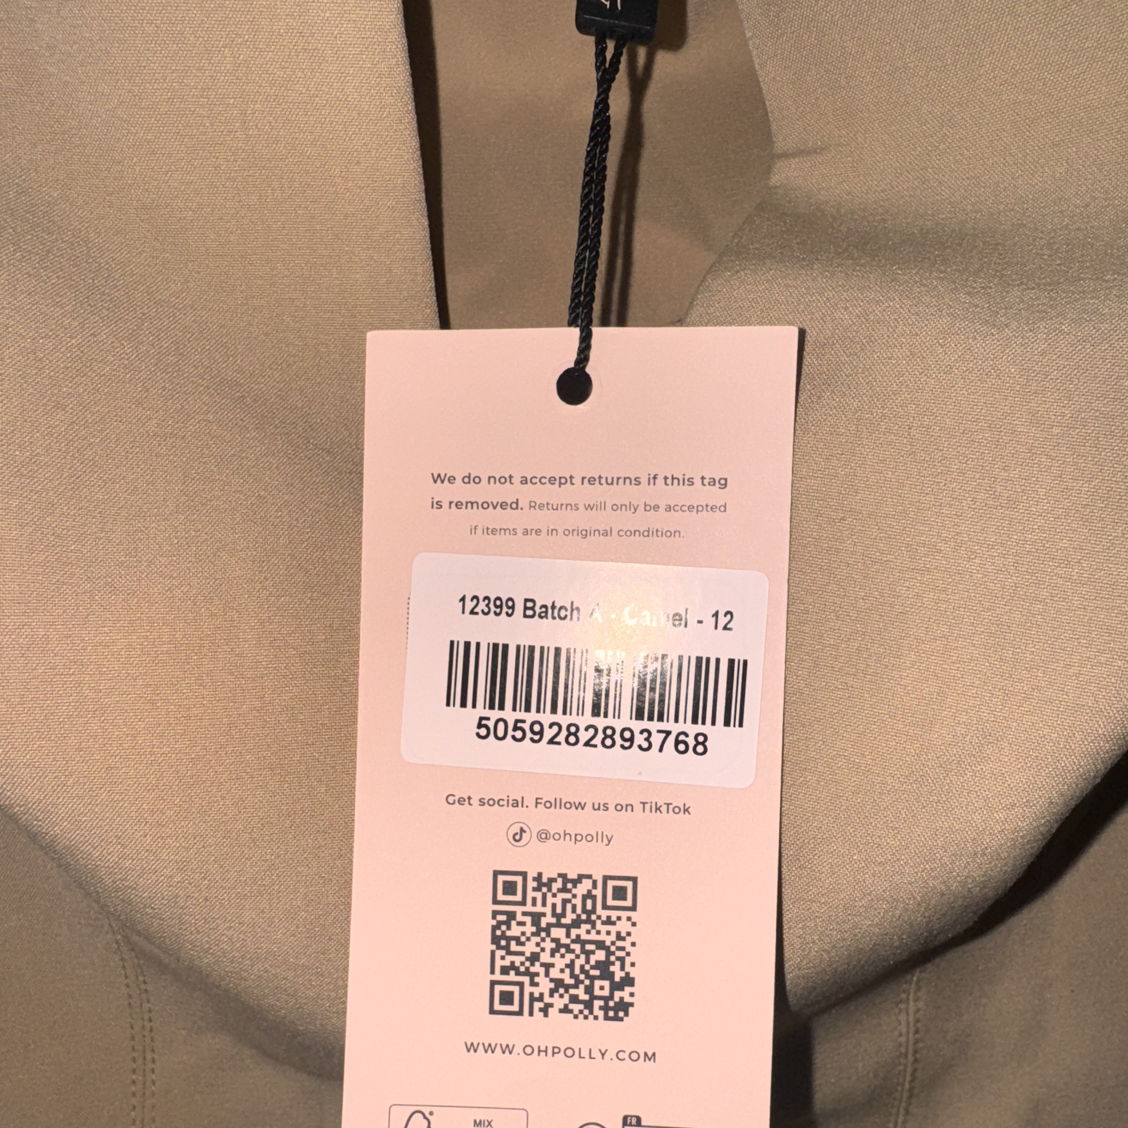 We do not accept returns if this tag
is removed. Returns will only be accepted
if items are in original condition.
12399 Batch A - Camel - 12
5059282893768
Get social. Follow us on TikTok
@ohpolly
WWW.OHPOLLY.COM
MIX
FR